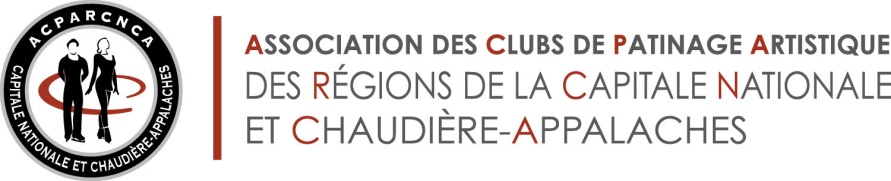 ACPARCNCA
CAPITALE NATIONALE ET CHAUDIÈRE-APPALACHES
ASSOCIATION DES CLUBS DE PATINAGE ARTISTIQUE
DES RÉGIONS DE LA CAPITALE NATIONALE
ET CHAUDIÈRE-APPALACHES